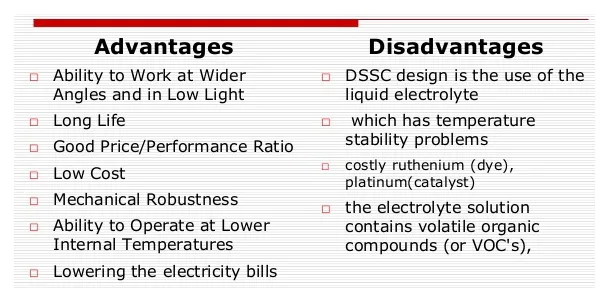 Advantages
Ability to Work at Wider
Angles and in Low Light
Long Life
Good Price/Performance Ratio
Low Cost
Mechanical Robustness
Ability to Operate at Lower
Internal Temperatures
Lowering the electricity bills
Disadvantages
DSSC design is the use of the
liquid electrolyte
which has temperature
stability problems
costly ruthenium (dye),
platinum(catalyst)
the electrolyte solution
contains volatile organic
compounds (or VOC's),